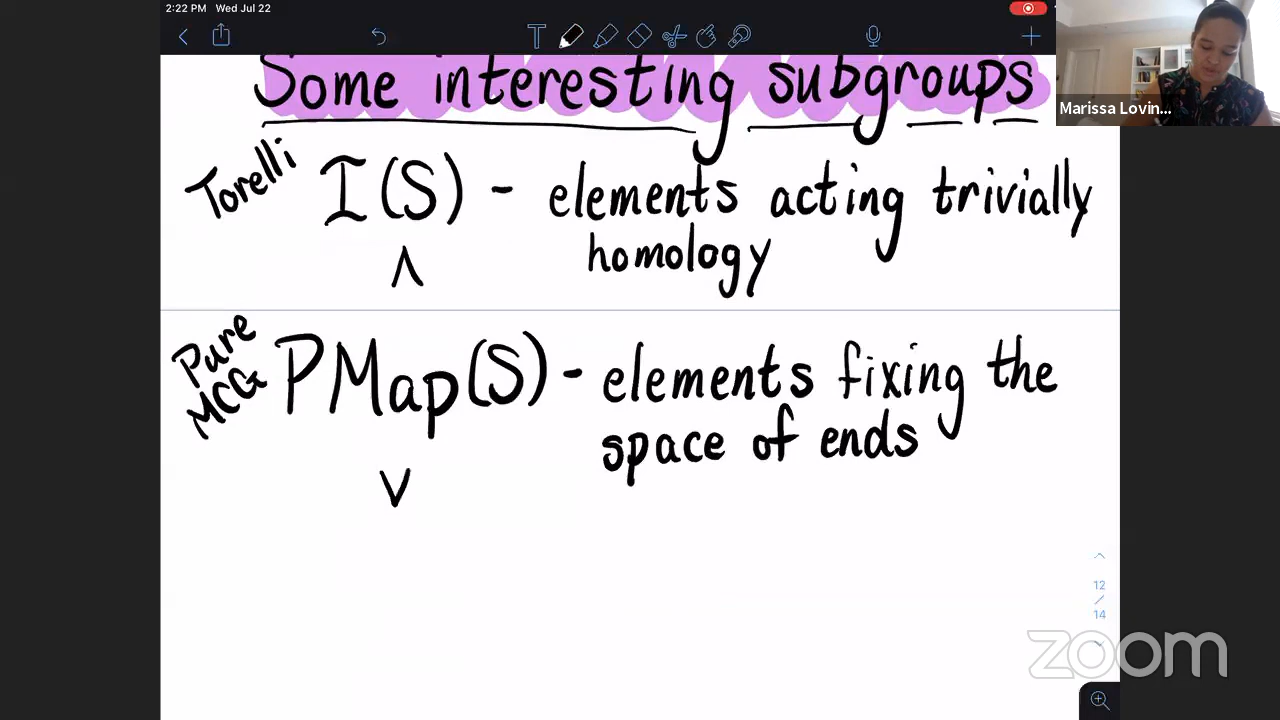 2:22 PM Wed Jul 22
Some interesting subgroups
Torelli I(S) - elements acting trivially
homology
^
Pure MCG PMap(S) - elements fixing the
space of ends
v
12
/
14
Marissa Lovin...
zoom